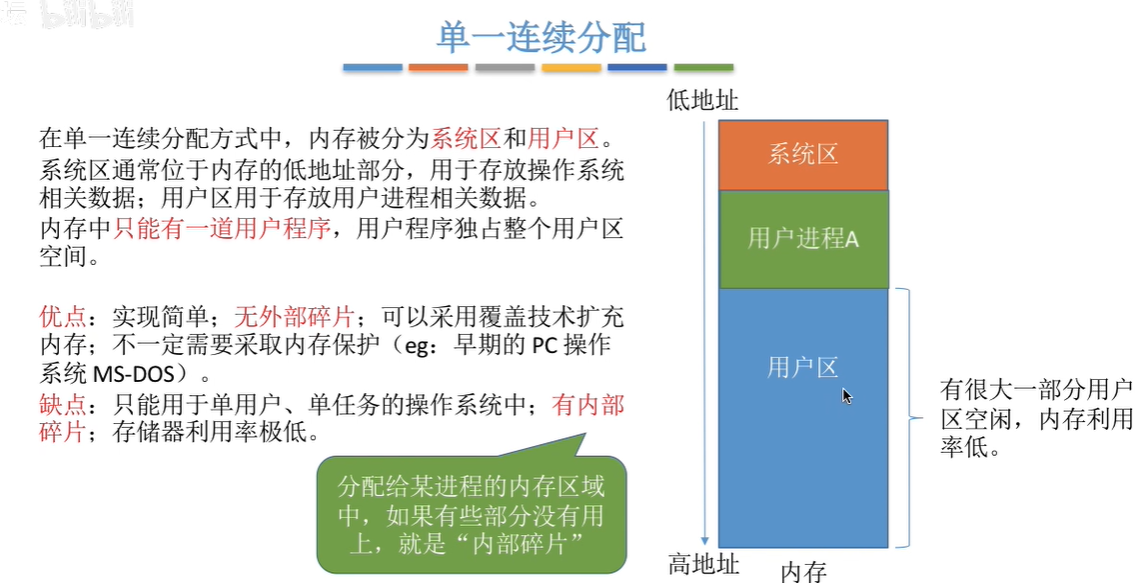 bilibili
单一连续分配
在单一连续分配方式中，内存被分为系统区和用户区。
系统区通常位于内存的低地址部分，用于存放操作系统
相关数据；用户区用于存放用户进程相关数据。
内存中只能有一道用户程序，用户程序独占整个用户区
空间。
优点：实现简单；无外部碎片；可以采用覆盖技术扩充
内存；不一定需要采取内存保护（eg：早期的 PC 操作
系统 MS-DOS）。
缺点：只能用于单用户、单任务的操作系统中；有内部
碎片；存储器利用率极低。
分配给某进程的内存区域
中，如果有些部分没有用
上，就是“内部碎片”
低地址
系统区
用户进程A
用户区
高地址
内存
有很大一部分用户
区空闲，内存利用
率低。